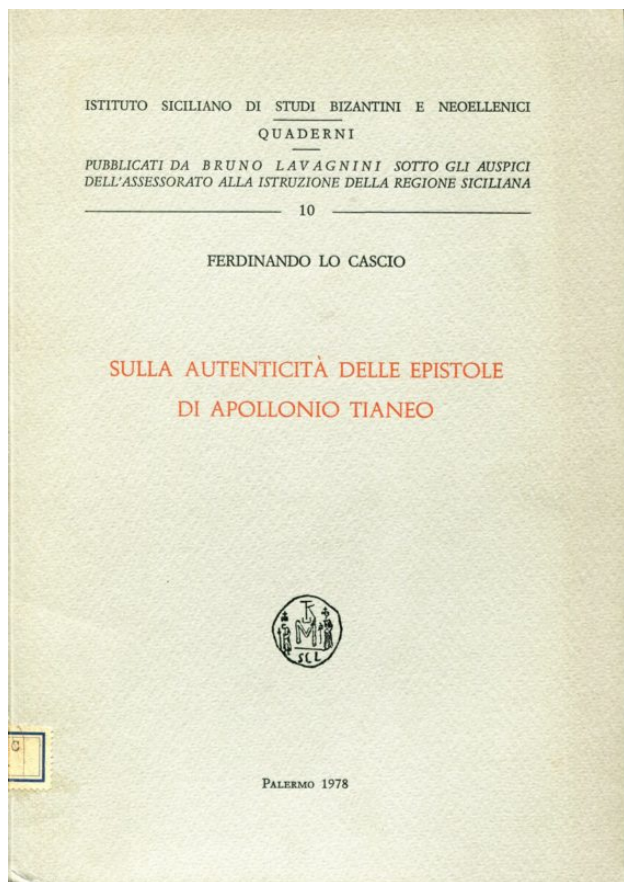 ISTITUTO SICILIANO DI STUDI BIZANTINI E NEOELLENICI
QUADERNI
PUBBLICATI DA BRUNO LAVAGNINI SOTTO GLI AUSPICI
DELL'ASSESSORATO ALLA ISTRUZIONE DELLA REGIONE SICILIANA
10
FERDINANDO LO CASCIO
SULLA AUTENTICITÀ DELLE EPISTOLE
DI APOLLONIO TIANEO
SCL
PALERMO 1978